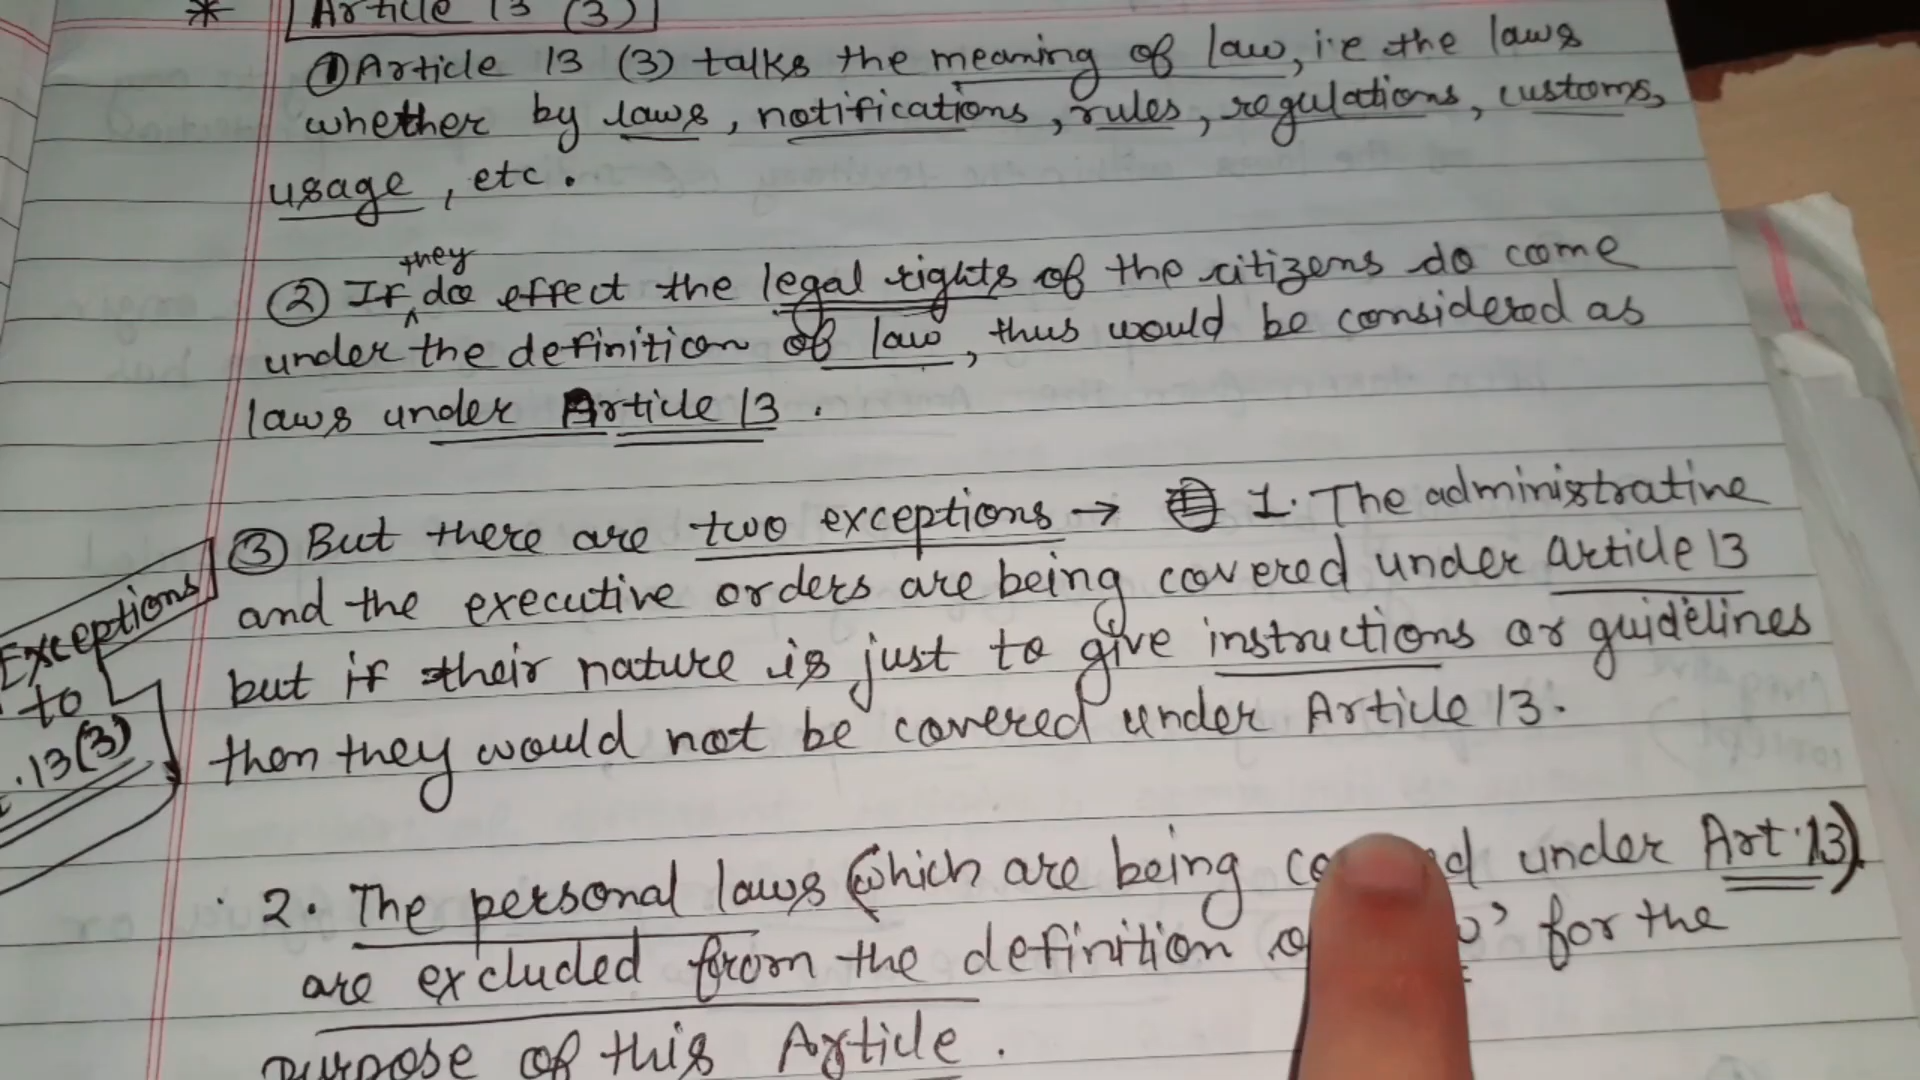 * Article 13 (3)
① Article 13 (3) talks the meaning of law, i.e the laws
whether by laws, notifications, rules, regulations, customs,
usage, etc.
they
② If do effect the legal rights of the citizens do come
under the definition of law, thus would be considered as
laws under Article 13.
③ But there are two exceptions → 1. The administratine
and the executive orders are being covered under article 13
but if their nature is just to give instructions or guidelines
then they would not be covered under Article 13.
Exceptions
to
.13(3)
2. The personal laws (which are being under Art.13)
are excluded from the definition for the
purpose of this Article.